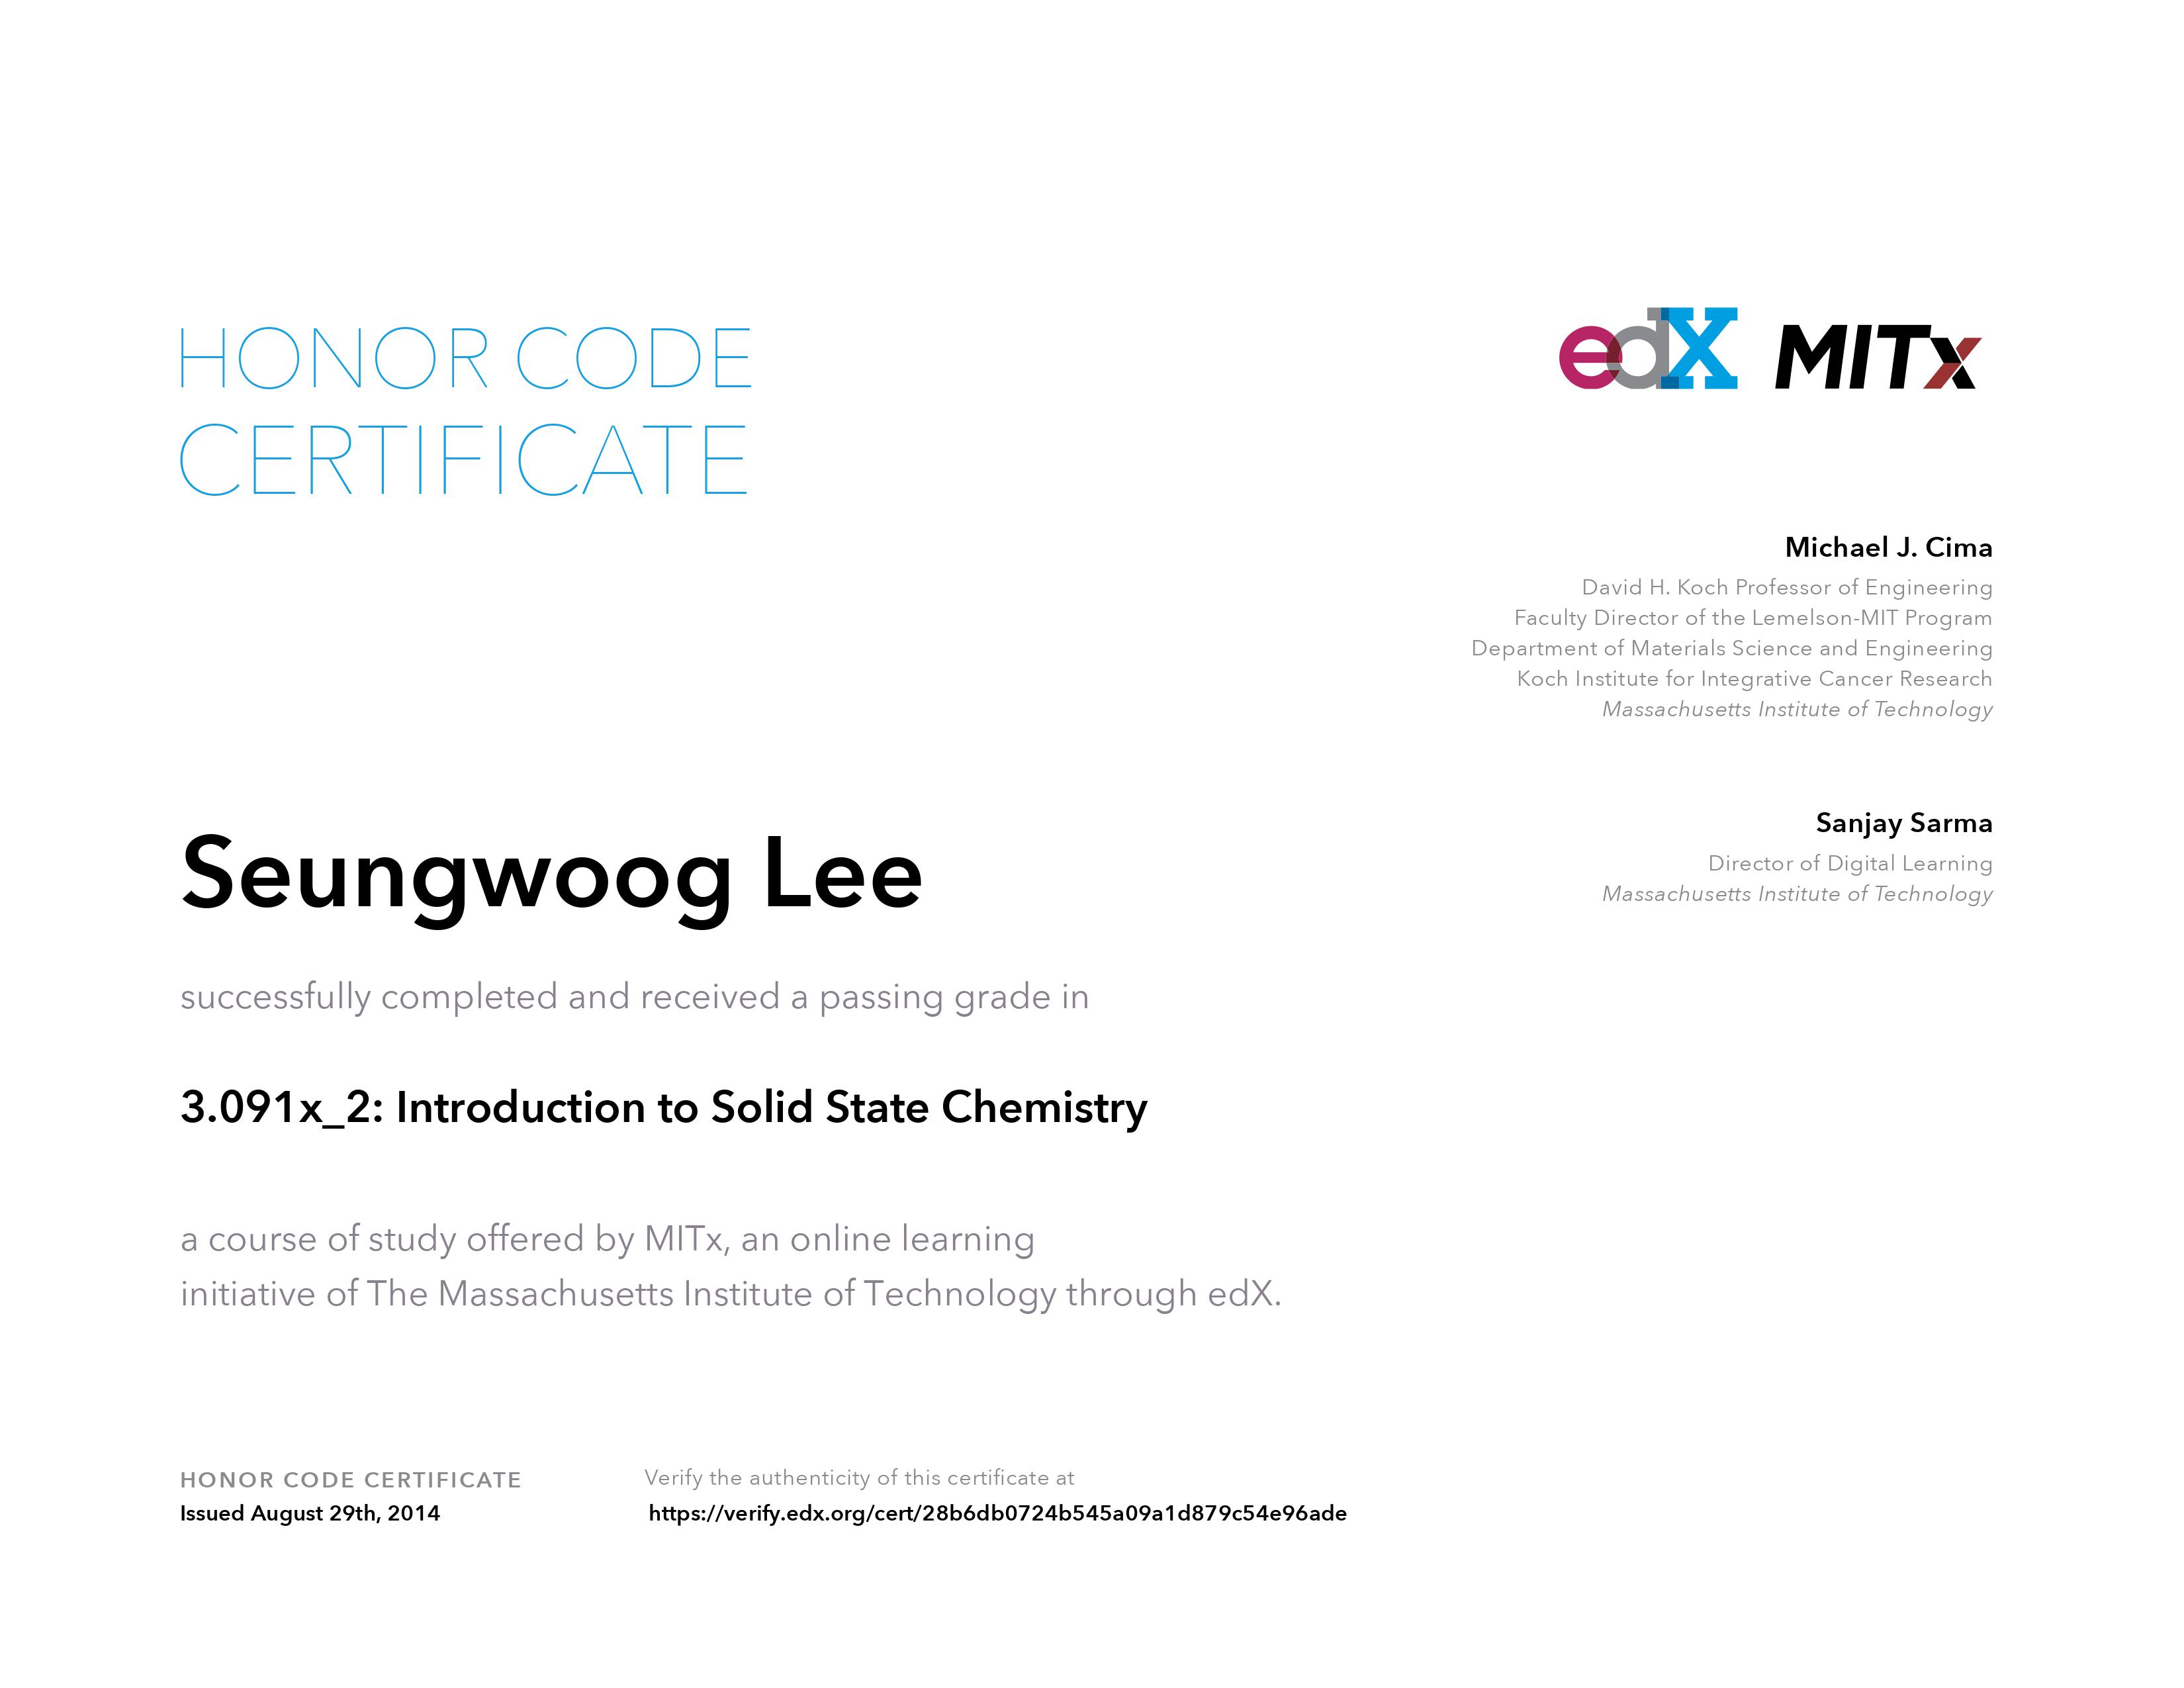 HONOR CODE
CERTIFICATE
edX MITx
Michael J. Cima
David H. Koch Professor of Engineering
Faculty Director of the Lemelson-MIT Program
Department of Materials Science and Engineering
Koch Institute for Integrative Cancer Research
Massachusetts Institute of Technology
Sanjay Sarma
Director of Digital Learning
Massachusetts Institute of Technology
Seungwoog Lee
successfully completed and received a passing grade in
3.091x_2: Introduction to Solid State Chemistry
a course of study offered by MITx, an online learning
initiative of The Massachusetts Institute of Technology through edX.
HONOR CODE CERTIFICATE
Issued August 29th, 2014
Verify the authenticity of this certificate at
https://verify.edx.org/cert/28b6db0724b545a09a1d879c54e96ade